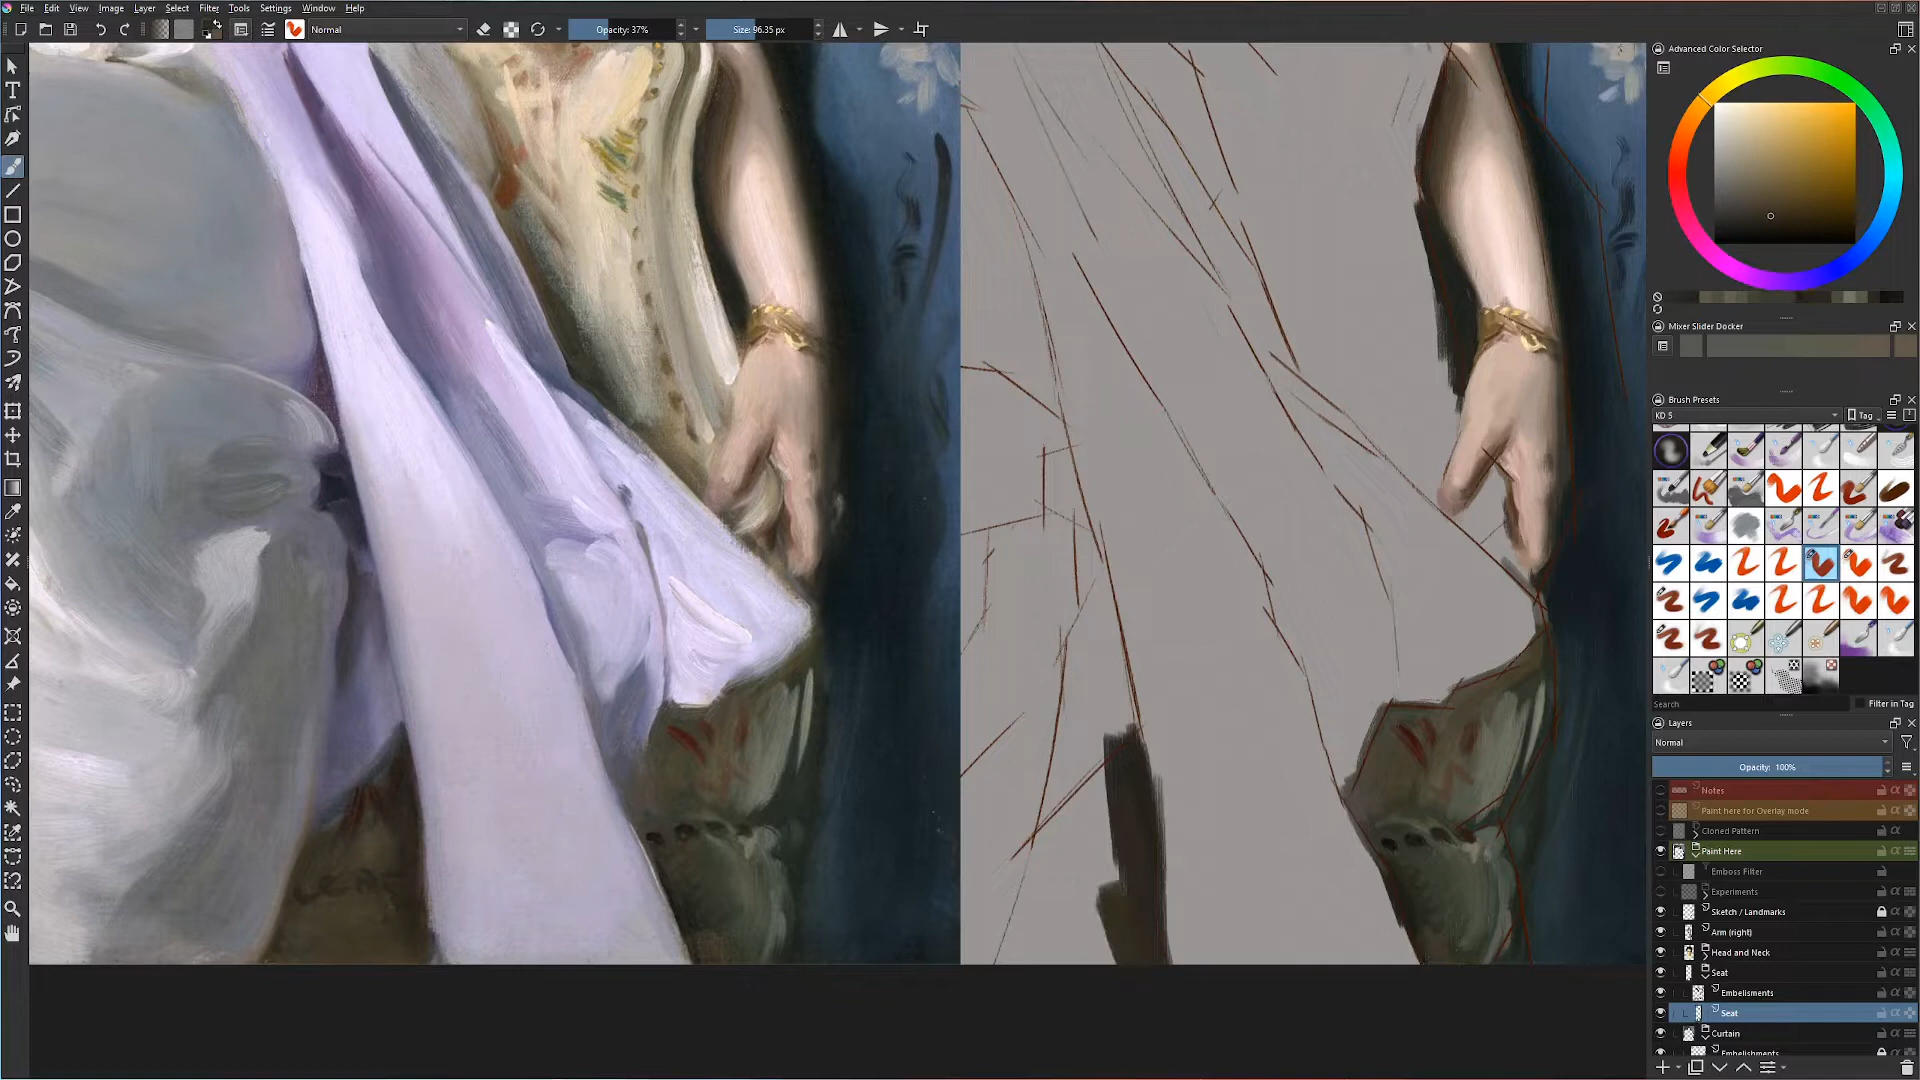 File Edit View Image Layer Select Filter Tools Settings Window Help
Normal
Opacity: 37%
Size: 96.35 px
Advanced Color Selector
Mixer Slider Docker
Brush Presets
KD 5
Tag
Search
Filter in Tag
Layers
Normal
Opacity: 100%
Notes
Paint here for Overlay mode
Cloned Pattern
Paint Here
Emboss Filter
Experiments
Sketch / Landmarks
Arm (right)
Head and Neck
Seat
Embelisments
Seat
Curtain
Embellishments